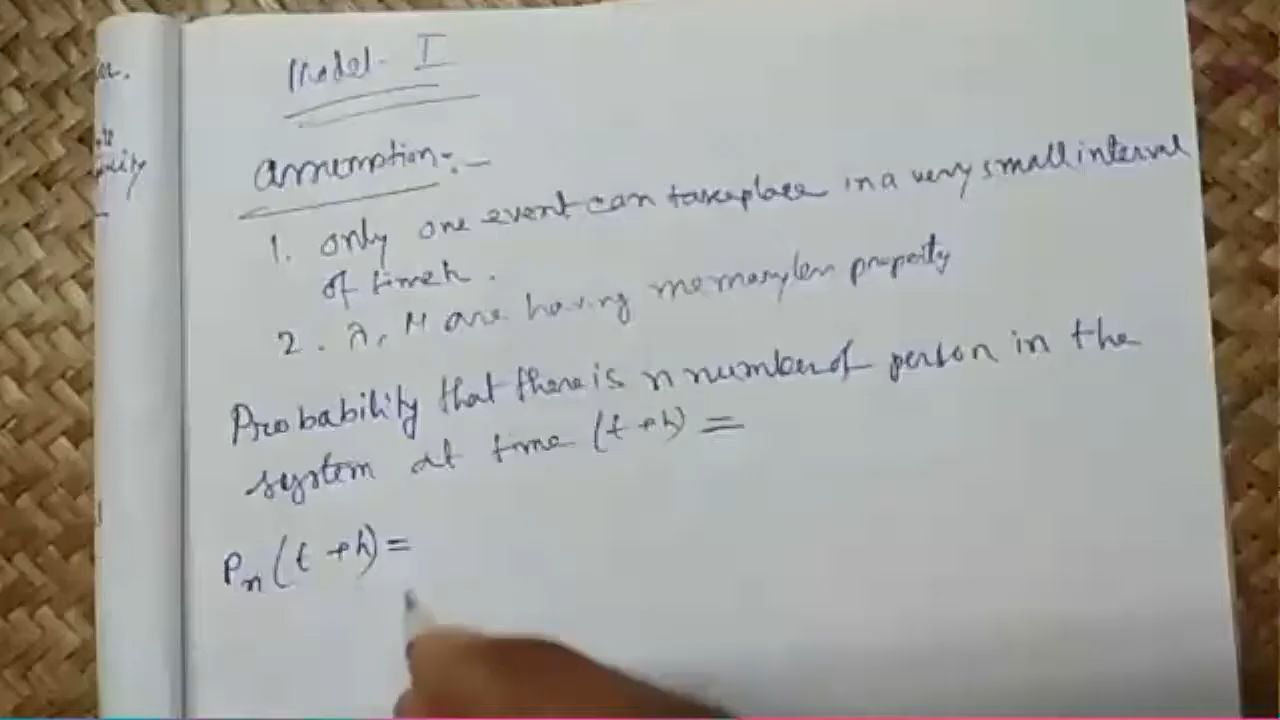 Model - I
Assumption:-
1. only one event can take place in a very small interval
of time h.
2. λ, μ are having memoryless property
Probability that there is n number of person in the
system at time (t+h) =
Pn(t+h) =